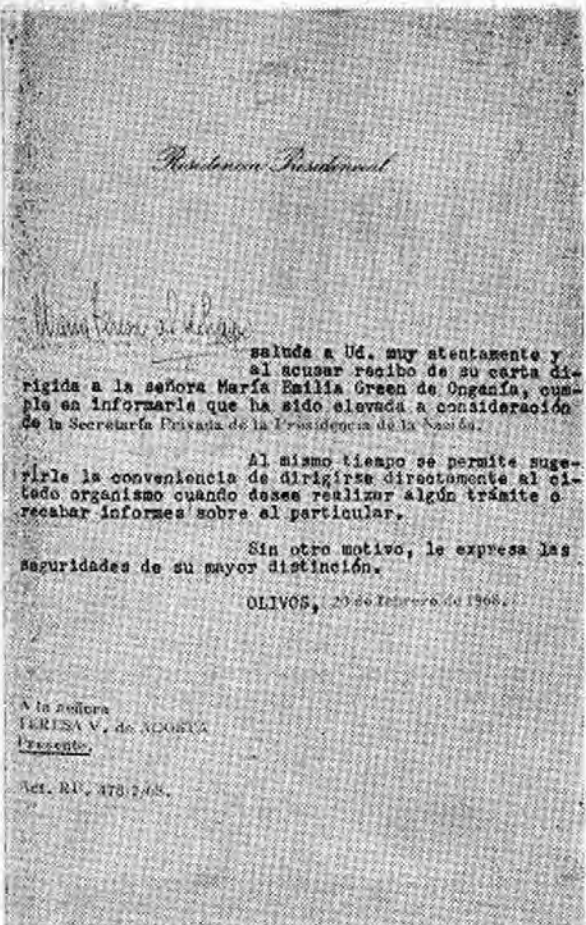 Residencia Presidencial
saluda a Ud. muy atentamente y
al acusar recibo de su carta di-
rigida a la señora María Emilia Green de Onganía, cum-
ple en informarle que ha sido elevada a consideración
de la Secretaría Privada de la Presidencia de la Nación.
Al mismo tiempo se permite suge-
rirle la conveniencia de dirigirse directamente al ci-
tado organismo cuando desee realizar algún trámite o
recabar informes sobre el particular.
Sin otro motivo, le expresa las
seguridades de su mayor distinción.
OLIVOS, 20 de febrero de 1968.
A la señora
TERESA V. de ACOSTA
Presente.
Act. RP. 478/2/68.